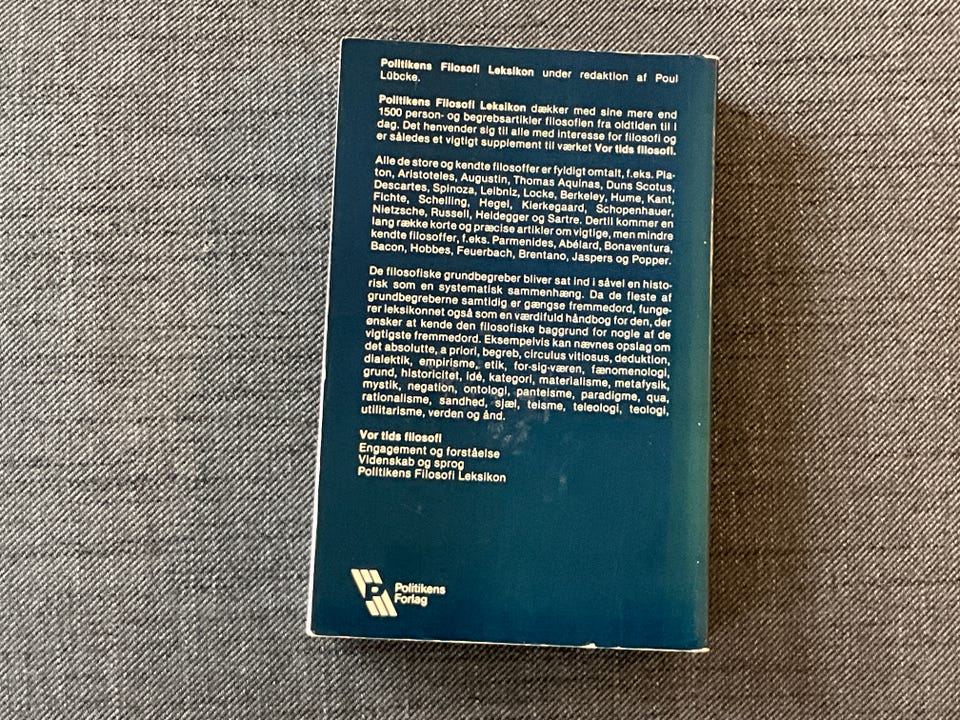 Politikens Filosofi Leksikon under redaktion af Poul
Lübcke.
Politikens Filosofi Leksikon dækker med sine mere end
1500 person- og begrebsartikler filosofien fra oldtiden til i
dag. Det henvender sig til alle med interesse for filosofi og
er således et vigtigt supplement til værket Vor tids filosofi.
Alle de store og kendte filosoffer er fyldigt omtalt, f.eks. Pla-
ton, Aristoteles, Augustin, Thomas Aquinas, Duns Scotus,
Descartes, Spinoza, Leibniz, Locke, Berkeley, Hume, Kant,
Fichte, Schelling, Hegel, Kierkegaard, Schopenhauer,
Nietzsche, Russell, Heidegger og Sartre. Dertil kommer en
lang række korte og præcise artikler om vigtige, men mindre
kendte filosoffer, f.eks. Parmenides, Abélard, Bonaventura,
Bacon, Hobbes, Feuerbach, Brentano, Jaspers og Popper.
De filosofiske grundbegreber bliver sat ind i såvel en histo-
risk som en systematisk sammenhæng. Da de fleste af
grundbegreberne samtidig er gængse fremmedord, funge-
rer leksikonnet også som en værdifuld håndbog for den, der
ønsker at kende den filosofiske baggrund for nogle af de
vigtigste fremmedord. Eksempelvis kan nævnes opslag om
det absolutte, a priori, begreb, circulus vitiosus, deduktion,
dialektik, empirisme, etik, for-sig-væren, fænomenologi,
grund, historicitet, idé, kategori, materialisme, metafysik,
mystik, negation, ontologi, panteisme, paradigme, qua,
rationalisme, sandhed, sjæl, teisme, teleologi, teologi,
utilitarisme, verden og ånd.
Vor tids filosofi
Engagement og forståelse
Videnskab og sprog
Politikens Filosofi Leksikon
P
Politikens
Forlag